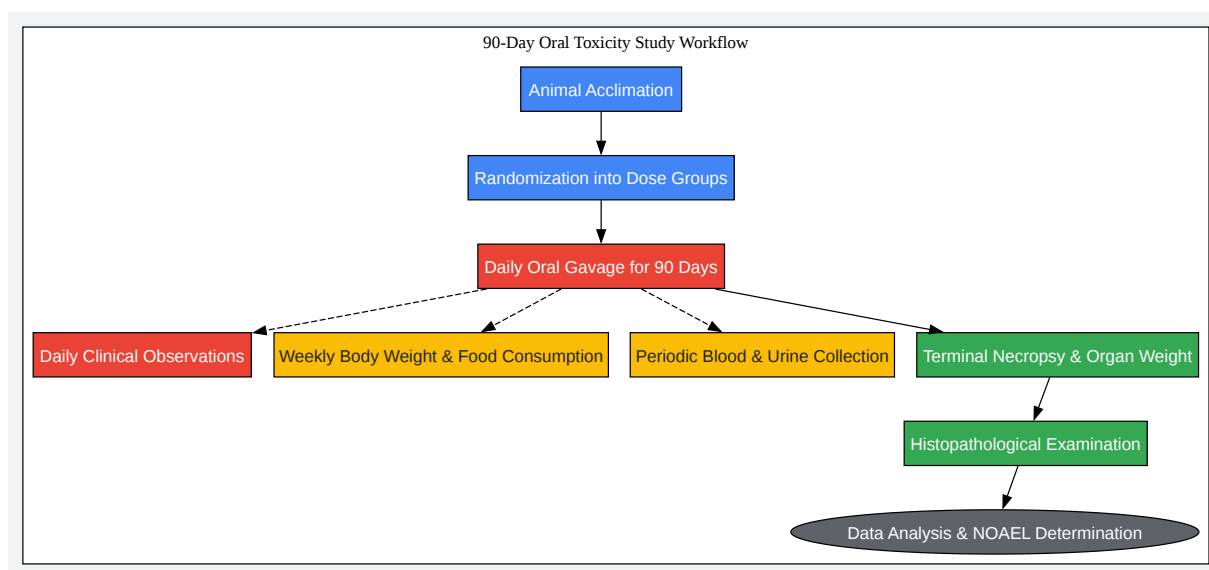 90-Day Oral Toxicity Study Workflow
Animal Acclimation
Randomization into Dose Groups
Daily Oral Gavage for 90 Days
Daily Clinical Observations
Weekly Body Weight & Food Consumption
Periodic Blood & Urine Collection
Terminal Necropsy & Organ Weight
Histopathological Examination
Data Analysis & NOAEL Determination